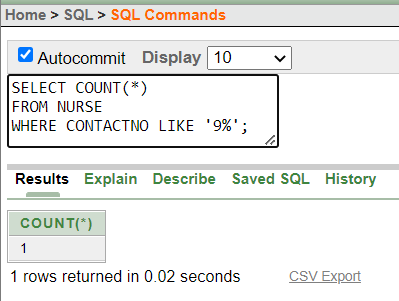 Home > SQL > SQL Commands
Autocommit Display 10
SELECT COUNT(*)
FROM NURSE
WHERE CONTACTNO LIKE '9%';
Results Explain Describe Saved SQL History
COUNT(*)
1
1 rows returned in 0.02 seconds CSV Export